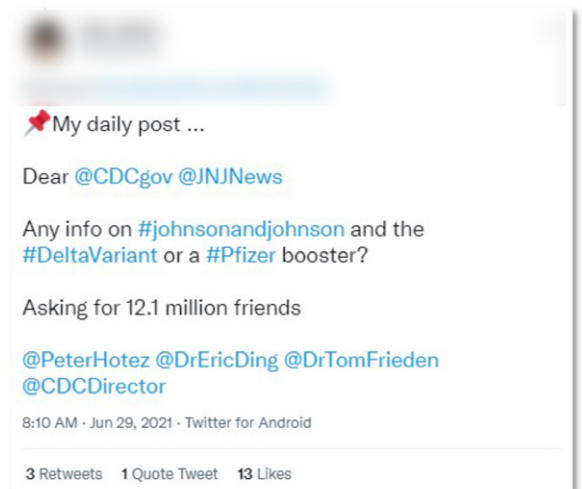 My daily post ...
Dear @CDCgov @JNJNews
Any info on #johnsonandjohnson and the
#DeltaVariant or a #Pfizer booster?
Asking for 12.1 million friends
@PeterHotez @DrEricDing @DrTomFrieden
@CDCDirector
8:10 AM · Jun 29, 2021 · Twitter for Android
3 Retweets 1 Quote Tweet 13 Likes